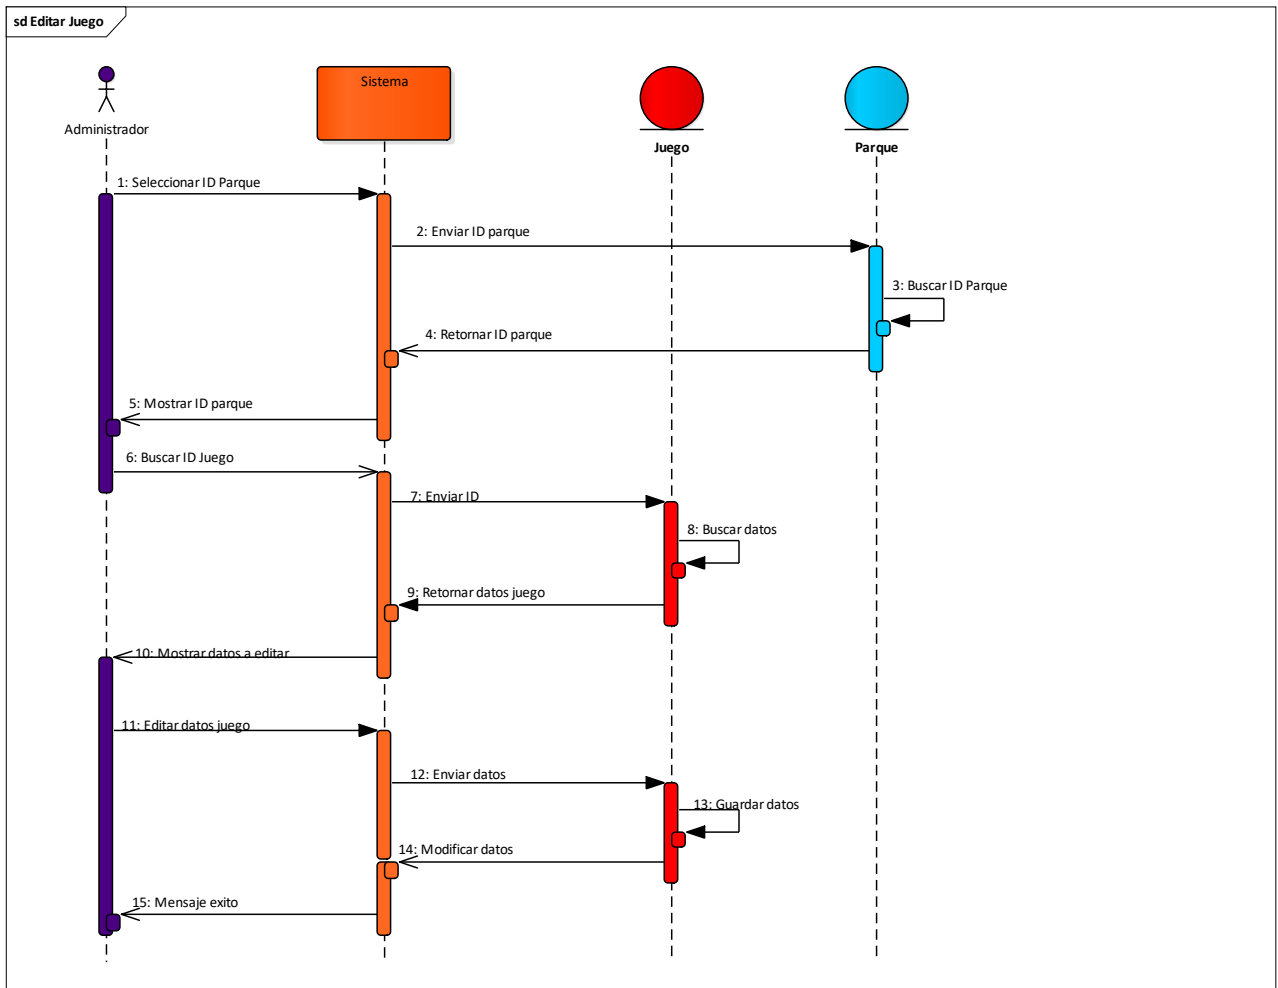 sd Editar Juego
Sistema
Administrador
Juego
Parque
1: Seleccionar ID Parque
2: Enviar ID parque
3: Buscar ID Parque
4: Retornar ID parque
5: Mostrar ID parque
6: Buscar ID Juego
7: Enviar ID
8: Buscar datos
9: Retornar datos juego
10: Mostrar datos a editar
11: Editar datos juego
12: Enviar datos
13: Guardar datos
14: Modificar datos
15: Mensaje exito